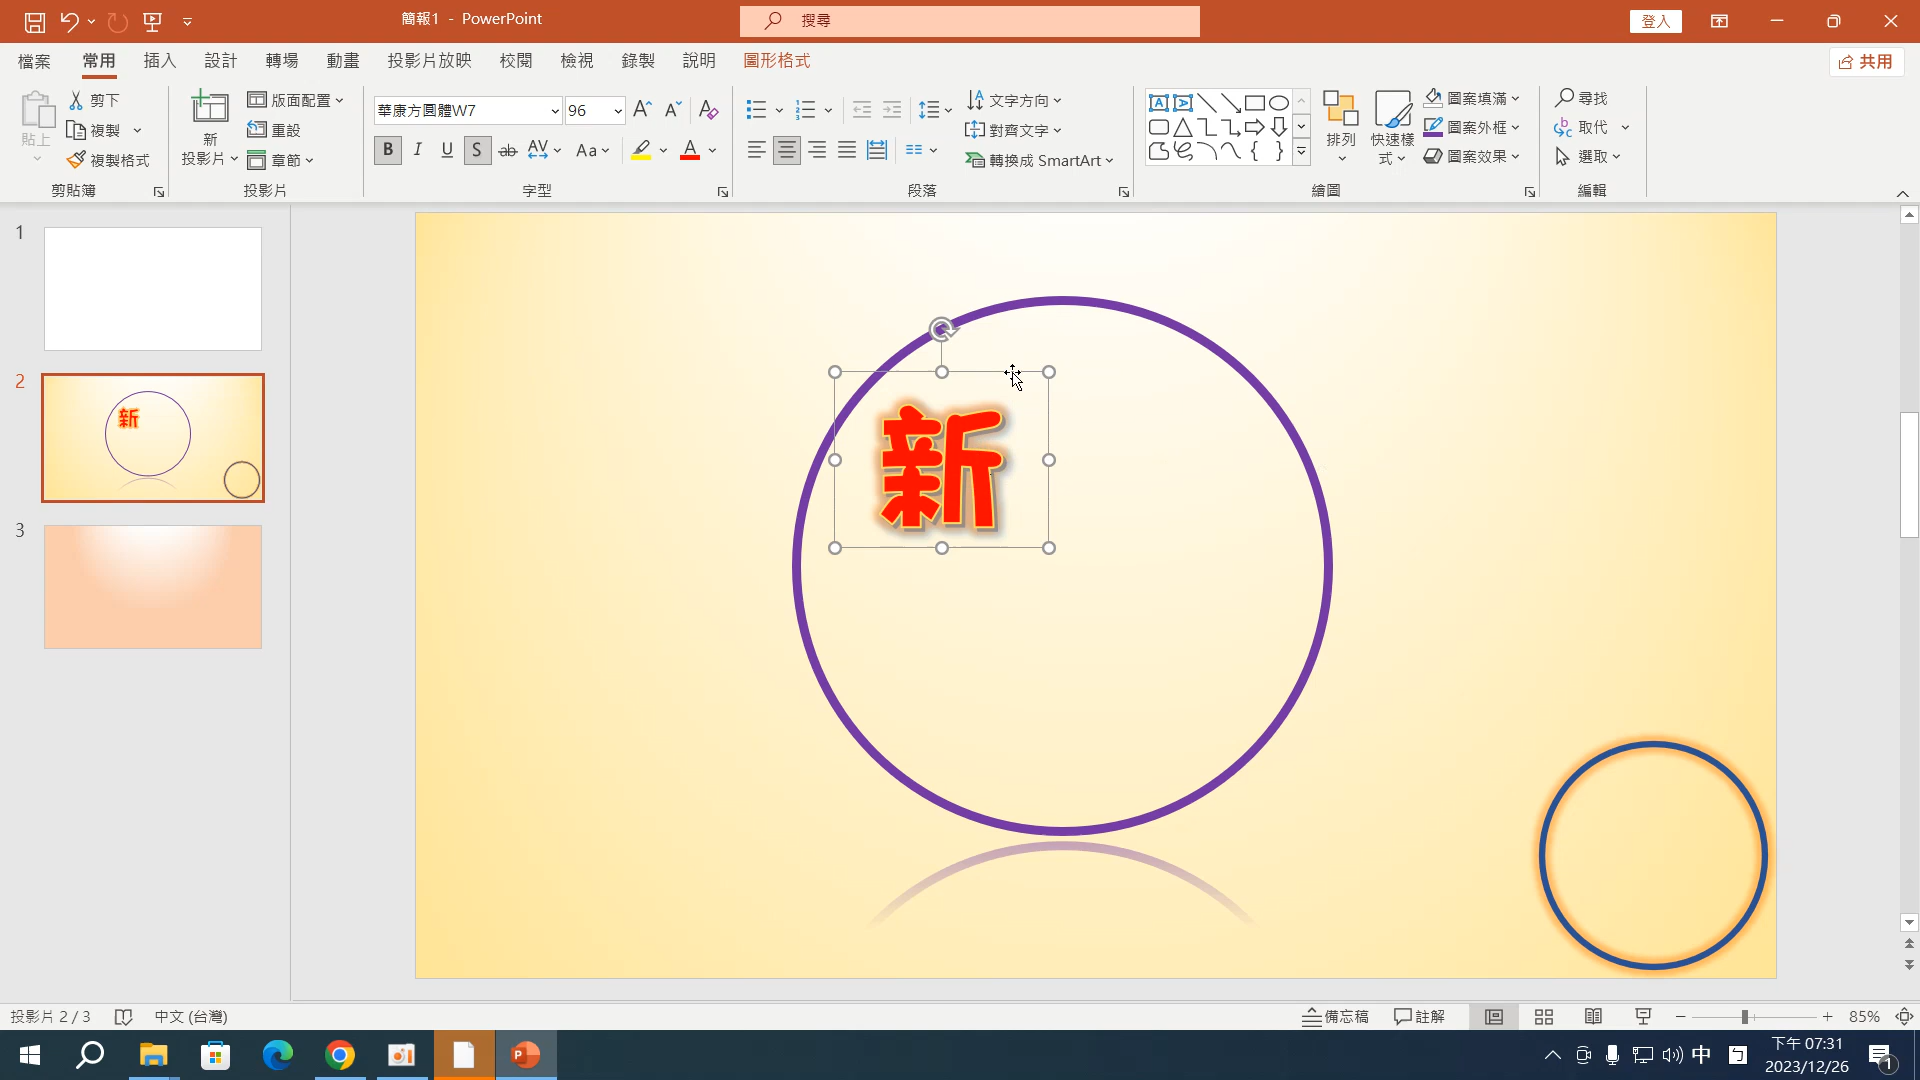 簡報1 - PowerPoint
搜尋
登入
檔案 常用 插入 設計 轉場 動畫 投影片放映 校閱 檢視 錄製 說明 圖形格式
共用
貼上
剪下
複製
複製格式
剪貼簿
新
投影片
版面配置
重設
章節
投影片
華康方圓體W7
96
B I U S ab AV Aa A
字型
文字方向
對齊文字
轉換成 SmartArt
段落
排列
快速樣
式
圖案填滿
圖案外框
圖案效果
繪圖
尋找
取代
選取
編輯
1
2
新
3
新
投影片 2 / 3
中文 (台灣)
備忘稿
註解
85%
中
下午 07:31
2023/12/26
1